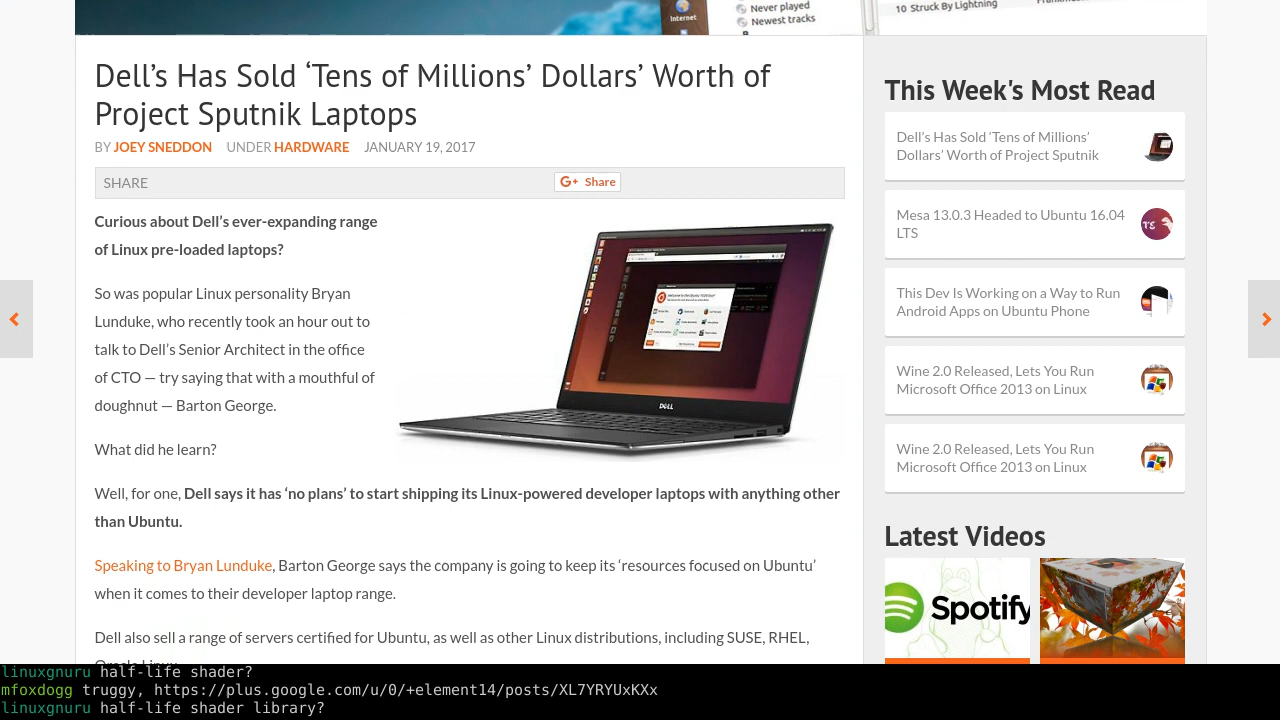 Internet
Never played
Newest tracks
10 Struck By Lightning
Dell’s Has Sold ‘Tens of Millions’ Dollars’ Worth of
Project Sputnik Laptops
BY JOEY SNEDDON UNDER HARDWARE JANUARY 19, 2017
SHARE
G+ Share
Curious about Dell’s ever-expanding range
of Linux pre-loaded laptops?
So was popular Linux personality Bryan
Lunduke, who recently took an hour out to
talk to Dell’s Senior Architect in the office
of CTO — try saying that with a mouthful of
doughnut — Barton George.
What did he learn?
DELL
Well, for one, Dell says it has ‘no plans’ to start shipping its Linux-powered developer laptops with anything other
than Ubuntu.
Speaking to Bryan Lunduke, Barton George says the company is going to keep its ‘resources focused on Ubuntu’
when it comes to their developer laptop range.
Dell also sell a range of servers certified for Ubuntu, as well as other Linux distributions, including SUSE, RHEL,
Oracle Linux
This Week's Most Read
Dell’s Has Sold ‘Tens of Millions’
Dollars’ Worth of Project Sputnik
Mesa 13.0.3 Headed to Ubuntu 16.04
LTS
This Dev Is Working on a Way to Run
Android Apps on Ubuntu Phone
Wine 2.0 Released, Lets You Run
Microsoft Office 2013 on Linux
Wine 2.0 Released, Lets You Run
Microsoft Office 2013 on Linux
Latest Videos
Spotify
linuxgnuru half-life shader?
mfoxdogg truggy, https://plus.google.com/u/0/+element14/posts/XL7YRYUxKXx
linuxgnuru half-life shader library?